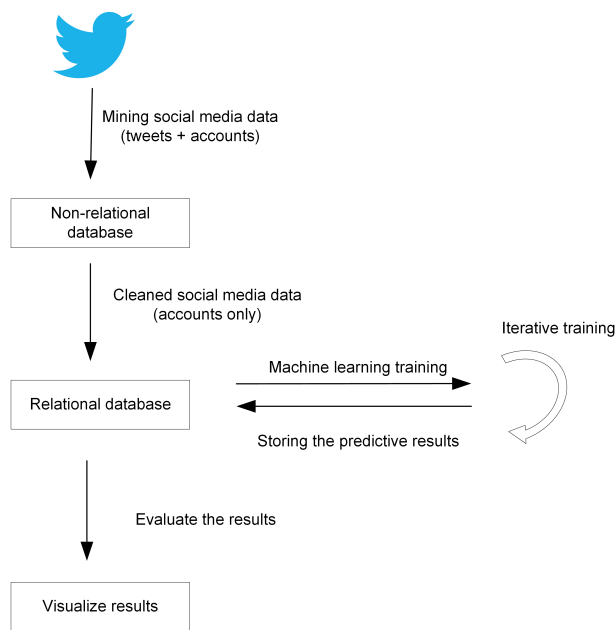 Mining social media data
(tweets + accounts)
Non-relational
database
Cleaned social media data
(accounts only)
Iterative training
Machine learning training
Relational database
Storing the predictive results
Evaluate the results
Visualize results